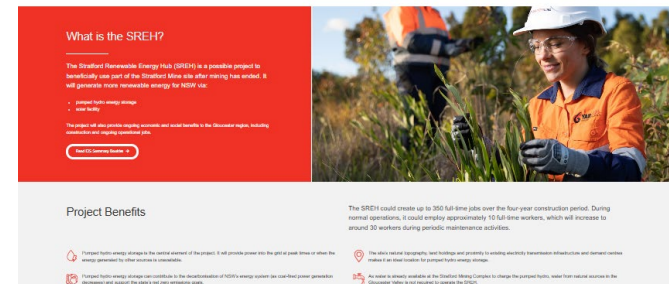 What is the SREH?
The Stratford Renewable Energy Hub (SREH) is a possible project to
beneficially use part of the Stratford Mine site after mining has ended. It
will generate more renewable energy for NSW via:
pumped hydro energy storage
solar facility
The project will also provide ongoing economic and social benefits to the Gloucester region, including
construction and ongoing operational jobs.
Read EIS Summary Booklet →
Project Benefits
The SREH could create up to 350 full-time jobs over the four-year construction period. During
normal operations, it could employ approximately 10 full-time workers, which will increase to
around 30 workers during periodic maintenance activities.
Pumped hydro energy storage is the central element of the project. It will provide power into the grid at peak times or when the
energy generated by other sources is unavailable.
The site's natural topography, land holdings and proximity to existing electricity transmission infrastructure and demand centres
makes it an ideal location for pumped hydro energy storage.
Pumped hydro energy storage can contribute to the decarbonisation of NSW's energy system (as coal-fired power generation
decreases) and support the state's net zero emissions goals.
As water is already available at the Stratford Mining Complex to charge the pumped hydro, water from natural sources in the
Gloucester Valley is not required to operate the SREH.